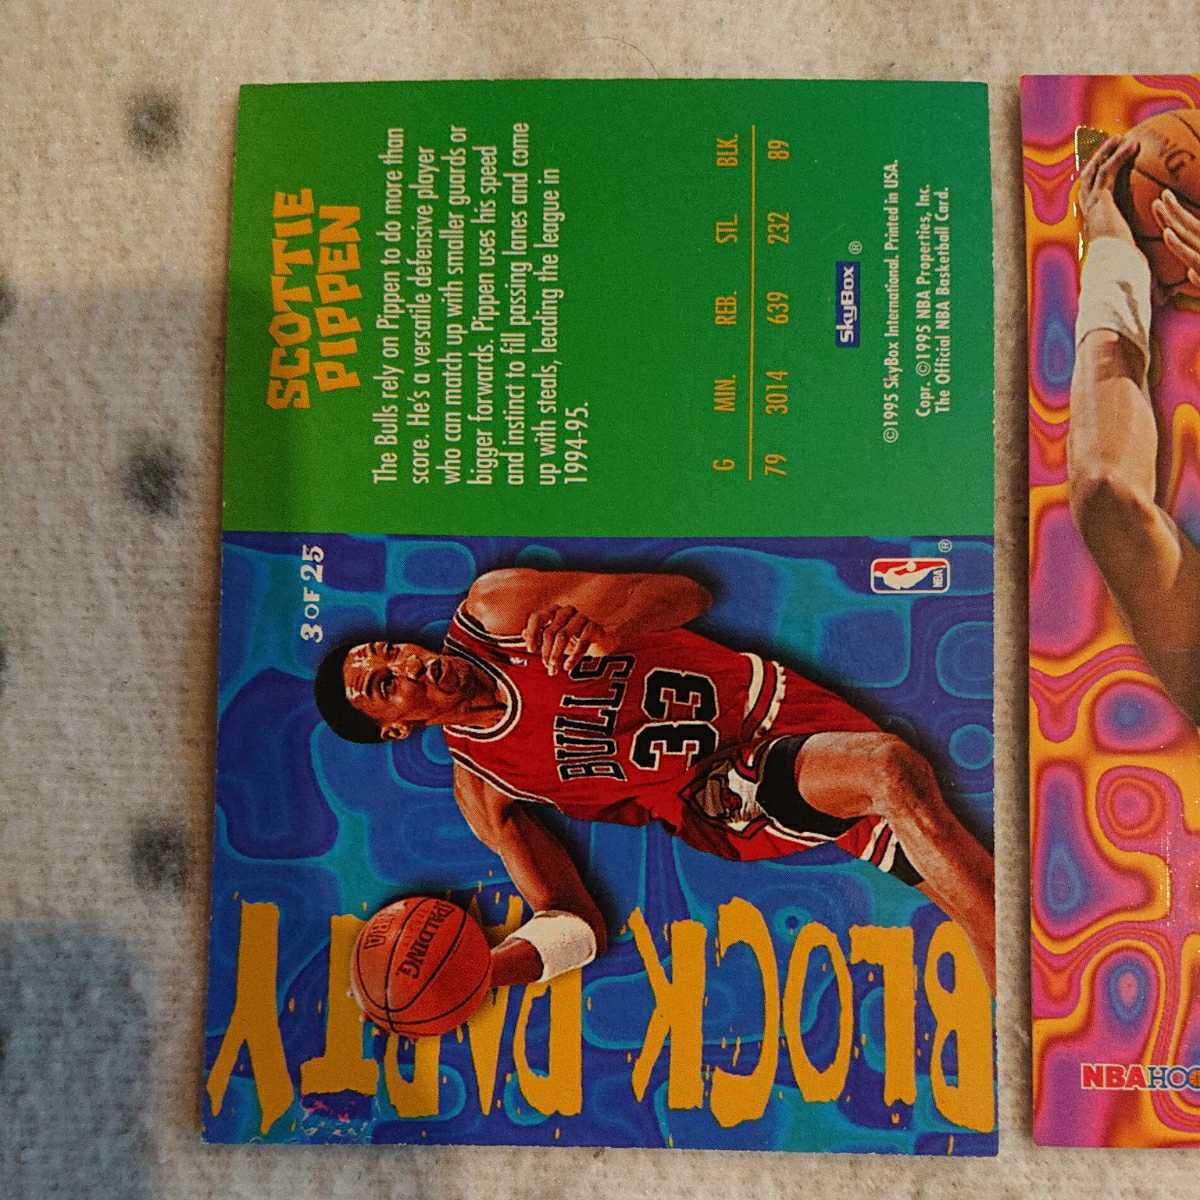 SCOTTIE
PIPPEN
The Bulls rely on Pippen to do more than
score. He's a versatile defensive player
who can match up with smaller guards or
bigger forwards. Pippen uses his speed
and instinct to fill passing lanes and come
up with steals, leading the league in
1994-95.
G MIN. REB. STL. BLK.
79 3014 639 232 89
SkyBox ®
©1995 SkyBox International. Printed in USA.
Copr. ©1995 NBA Properties, Inc.
The Official NBA Basketball Card.
3 OF 25
BULLS
33
NBA ®
SPALDING
BLOCK PARTY
NBA HOO